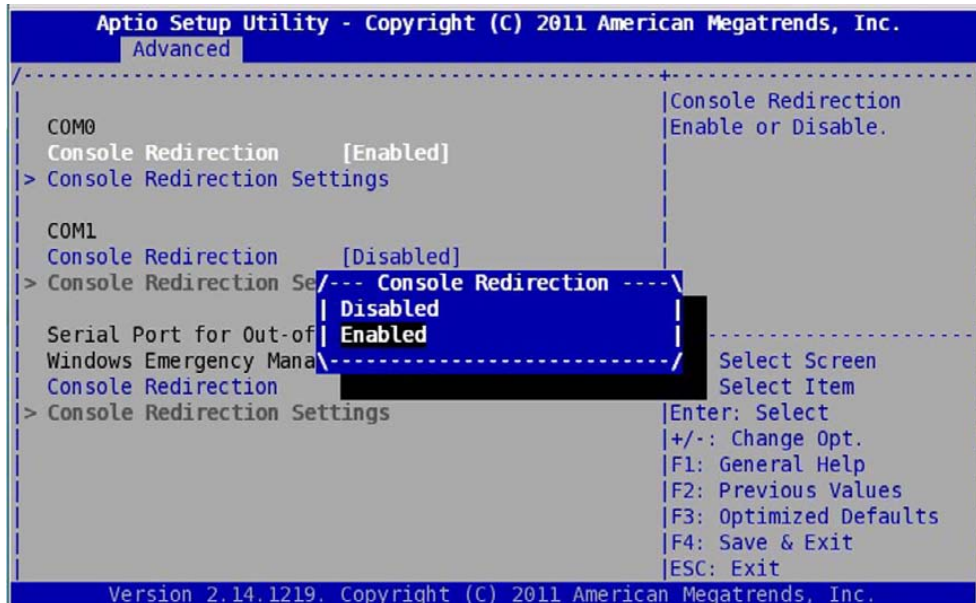 Aptio Setup Utility - Copyright (C) 2011 American Megatrends, Inc.
Advanced
COM0
Console Redirection [Enabled]
> Console Redirection Settings
COM1
Console Redirection [Disabled]
> Console Redirection Se
Serial Port for Out-of
Windows Emergency Mana
Console Redirection
> Console Redirection Settings
/--- Console Redirection ----\
Disabled
Enabled
Console Redirection
Enable or Disable.
Select Screen
Select Item
Enter: Select
+/-: Change Opt.
F1: General Help
F2: Previous Values
F3: Optimized Defaults
F4: Save & Exit
ESC: Exit
Version 2.14.1219. Copyright (C) 2011 American Megatrends, Inc.